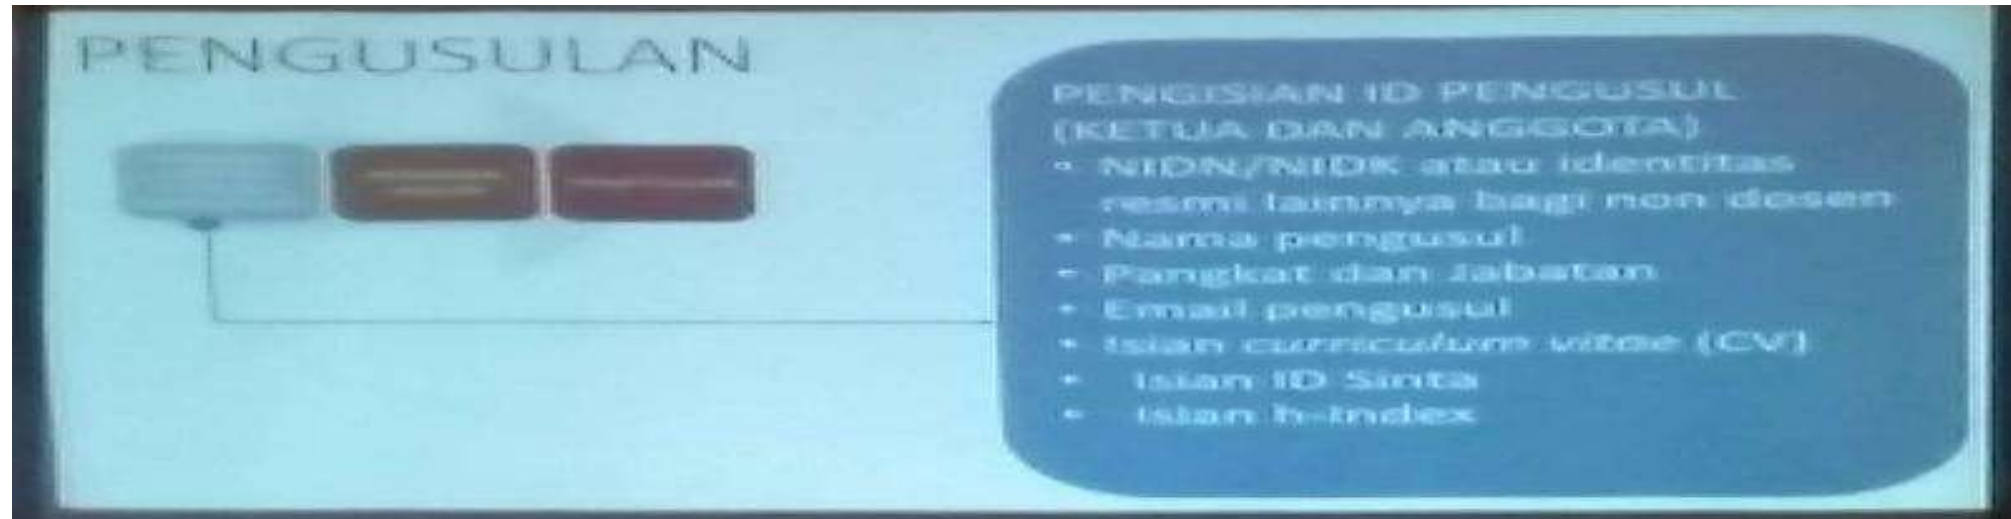 PENGUSULAN
PENGISIAN ID PENGUSUL
(KETUA DAN ANGGOTA)
• NIDN/NIDK atau identitas
resmi lainnya bagi non dosen
• Nama pengusul
• Pangkat dan Jabatan
• Email pengusul
• Isian curriculum vitae (CV)
• Isian ID Sinta
• Isian h-index